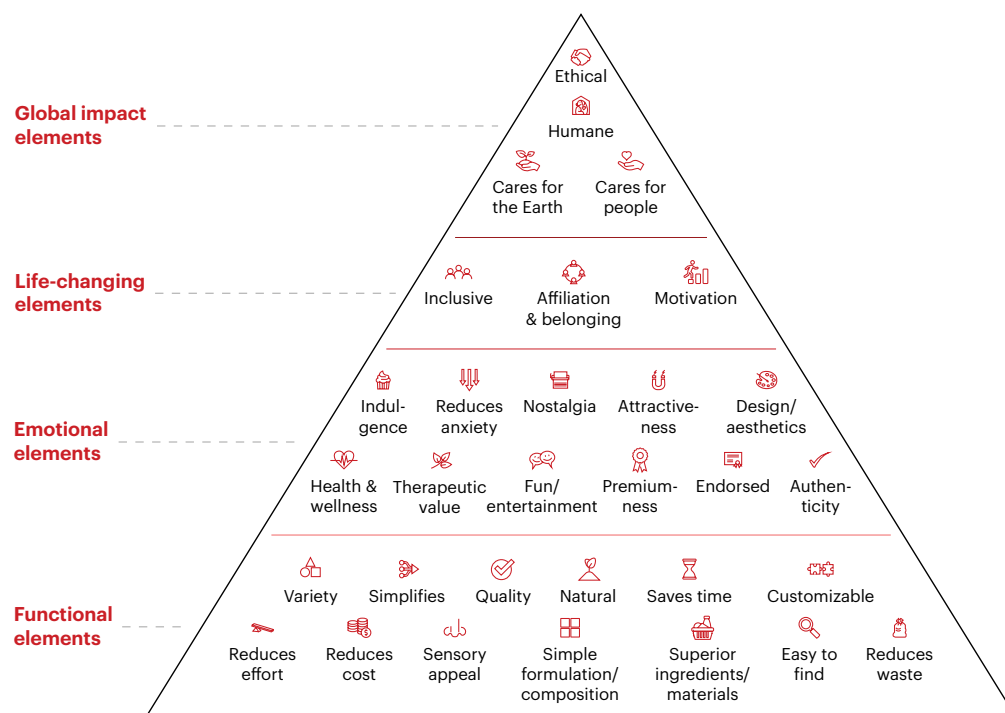 Ethical
Global impact
elements
Humane
Cares for
the Earth
Cares for
people
Life-changing
elements
Inclusive
Affiliation
& belonging
Motivation
Indul-
gence
Reduces
anxiety
Nostalgia
Attractive-
ness
Design/
aesthetics
Emotional
elements
Health &
wellness
Therapeutic
value
Fun/
entertainment
Premium-
ness
Endorsed
Authen-
ticity
Variety
Simplifies
Quality
Natural
Saves time
Customizable
Functional
elements
Reduces
effort
Reduces
cost
Sensory
appeal
Simple
formulation/
composition
Superior
ingredients/
materials
Easy to
find
Reduces
waste